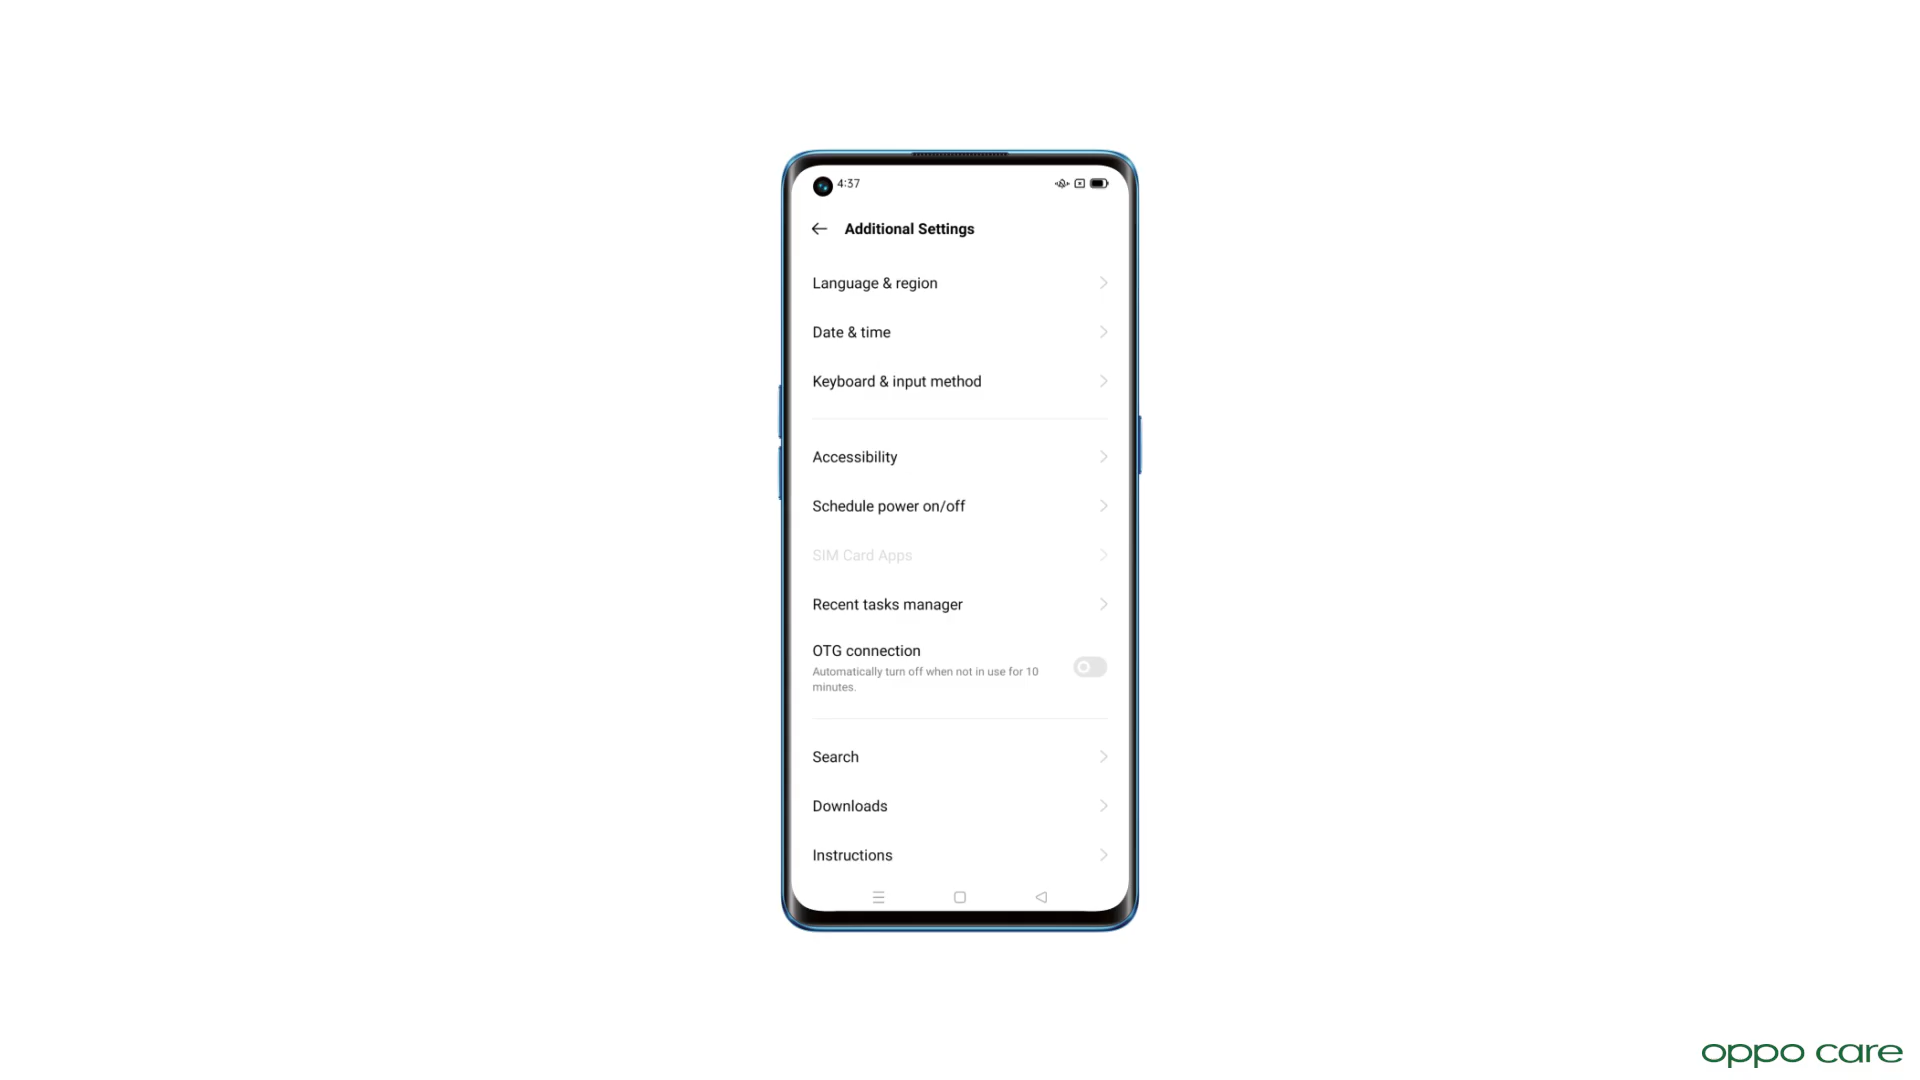 4:37
Additional Settings
Language & region
Date & time
Keyboard & input method
Accessibility
Schedule power on/off
SIM Card Apps
Recent tasks manager
OTG connection
Automatically turn off when not in use for 10
minutes.
Search
Downloads
Instructions
oppo care